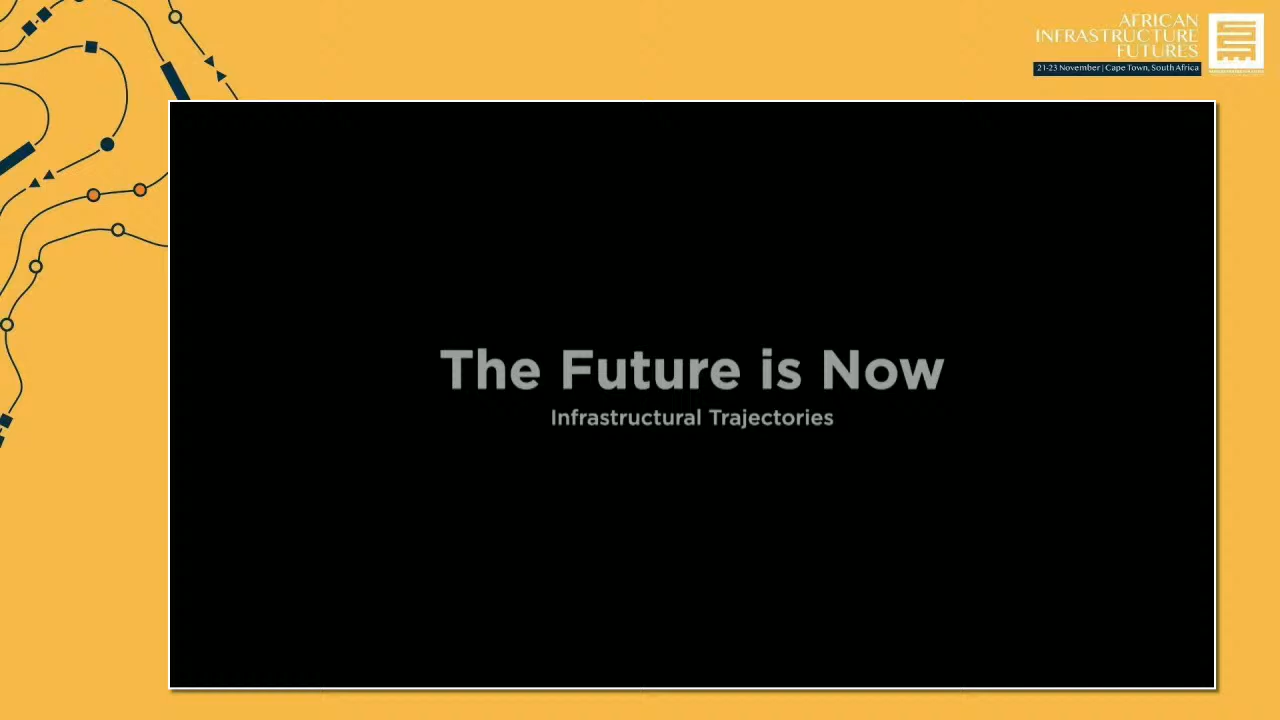 AFRICAN
INFRASTRUCTURE
FUTURES
21-23 November | Cape Town, South Africa
The Future is Now
Infrastructural Trajectories